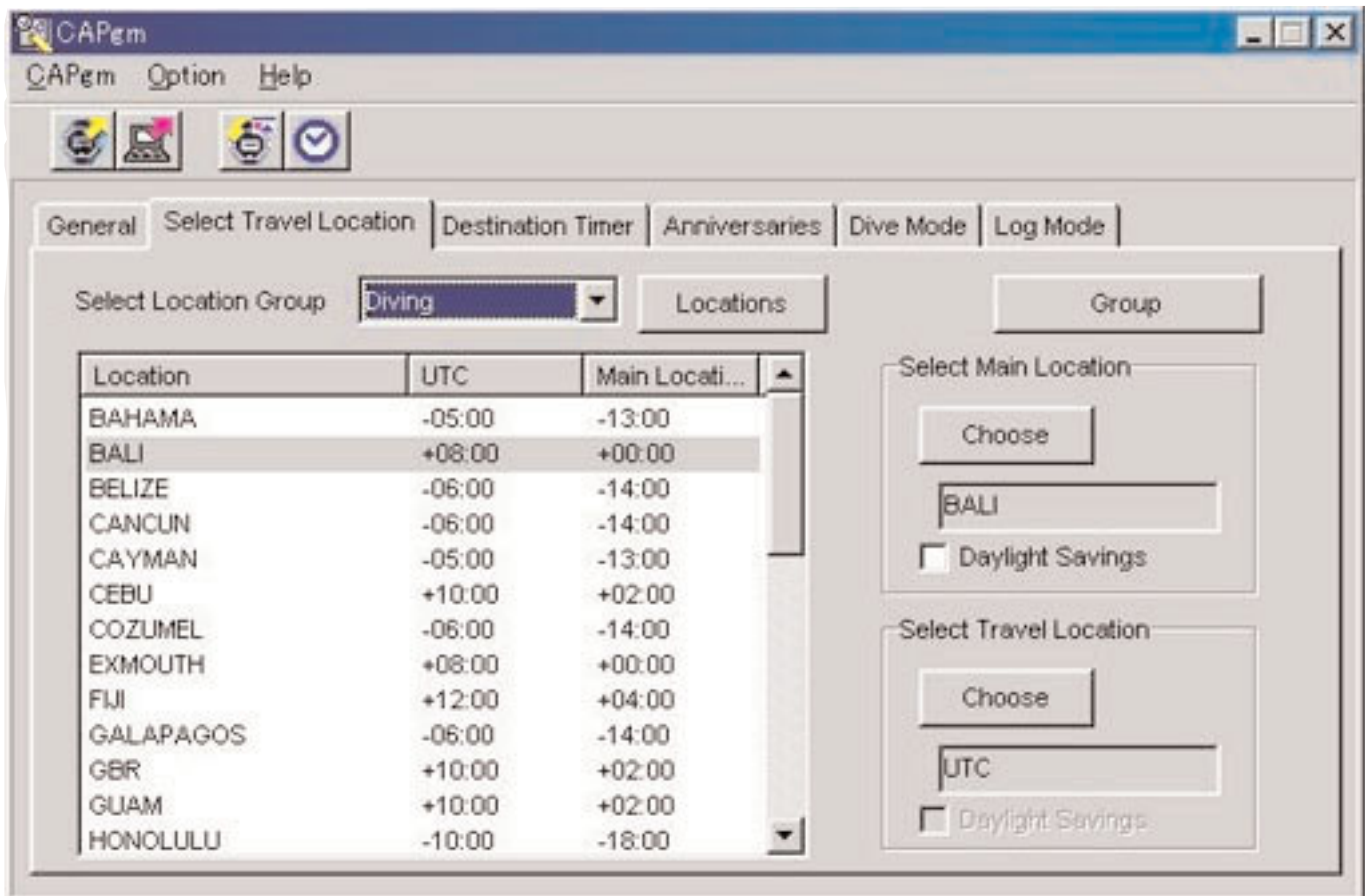 CAPgm
CAPgm Option Help
General Select Travel Location Destination Timer Anniversaries Dive Mode Log Mode
Select Location Group Diving Locations Group
Location UTC Main Locati...
BAHAMA -05:00 -13:00
BALI +08:00 +00:00
BELIZE -06:00 -14:00
CANCUN -06:00 -14:00
CAYMAN -05:00 -13:00
CEBU +10:00 +02:00
COZUMEL -06:00 -14:00
EXMOUTH +08:00 +00:00
FIJI +12:00 +04:00
GALAPAGOS -06:00 -14:00
GBR +10:00 +02:00
GUAM +10:00 +02:00
HONOLULU -10:00 -18:00
Select Main Location
Choose
BALI
Daylight Savings
Select Travel Location
Choose
UTC
Daylight Savings